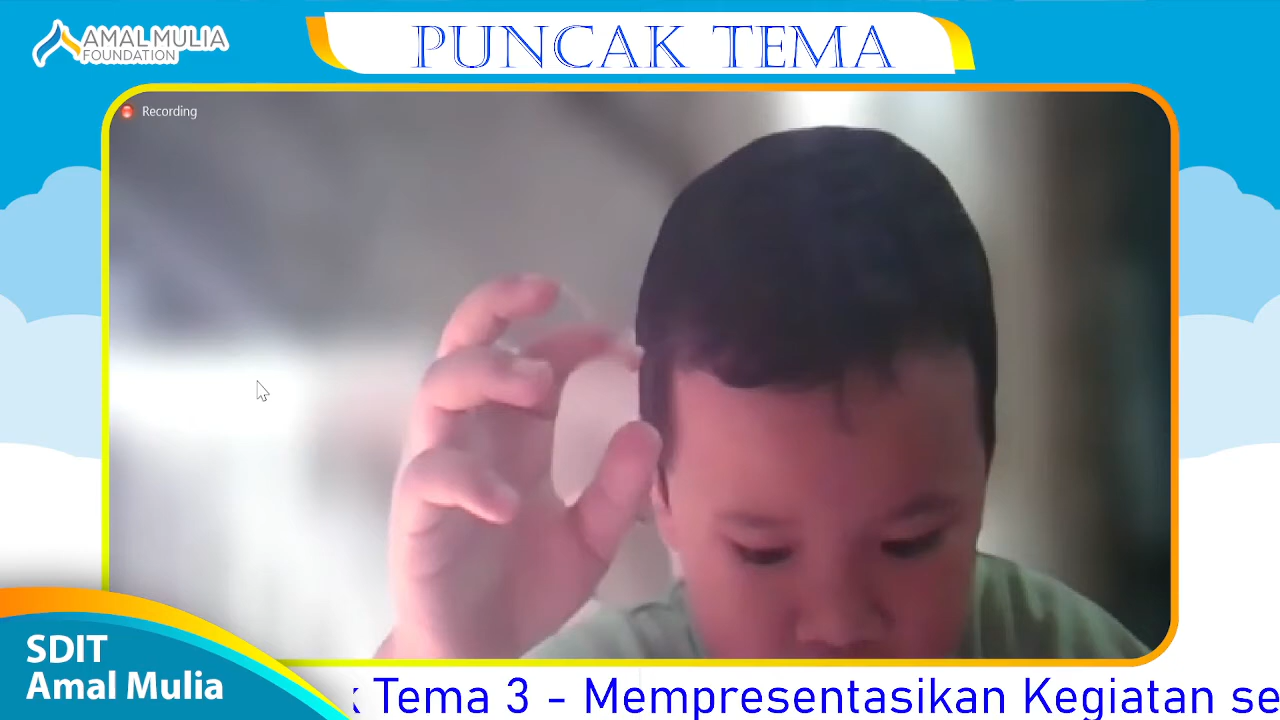 AMAL MULIA
FOUNDATION
PUNCAK TEMA
Recording
SDIT
Amal Mulia
k Tema 3 - Mempresentasikan Kegiatan se